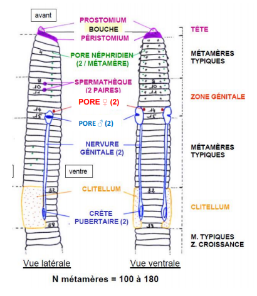 avant
PROSTOMIUM
BOUCHE
PÉRISTOMIUM
TÊTE
PORE NÉPHRIDIEN
(2 / MÉTAMÈRE)
MÉTAMÈRES
TYPIQUES
SPERMATHÈQUE
(2 PAIRES)
PORE ♀ (2)
ZONE GÉNITALE
PORE ♂ (2)
NERVURE
GÉNITALE (2)
MÉTAMÈRES
TYPIQUES
ventre
CLITELLUM
CLITELLUM
CRÊTE
PUBERTAIRE (2)
M. TYPIQUES
Z. CROISSANCE
Vue latérale
Vue ventrale
N métamères = 100 à 180